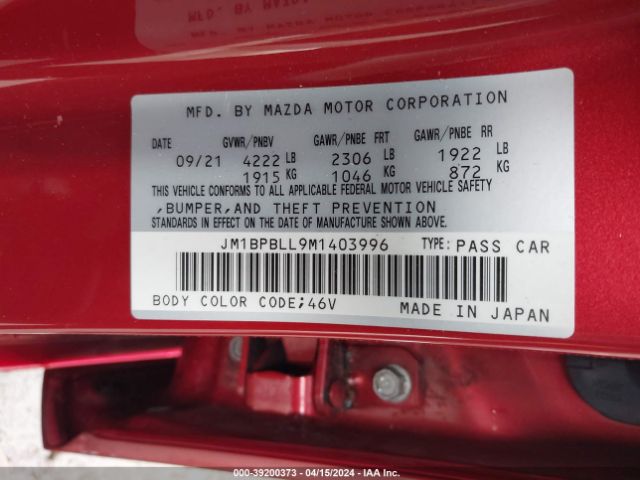 MFD. BY MAZDA MOTOR CORPORATION
DATE GVWR/PNBV GAWR/PNBE FRT GAWR/PNBE RR
09/21 4222 LB 2306 LB 1922 LB
1915 KG 1046 KG 872 KG
THIS VEHICLE CONFORMS TO ALL APPLICABLE FEDERAL MOTOR VEHICLE SAFETY
,BUMPER,AND THEFT PREVENTION
STANDARDS IN EFFECT ON THE DATE OF MANUFACTURE SHOWN ABOVE.
JM1BPBLL9M1403996 TYPE: PASS CAR
BODY COLOR CODE;46V MADE IN JAPAN
000-39200373 - 04/15/2024 - IAA Inc.